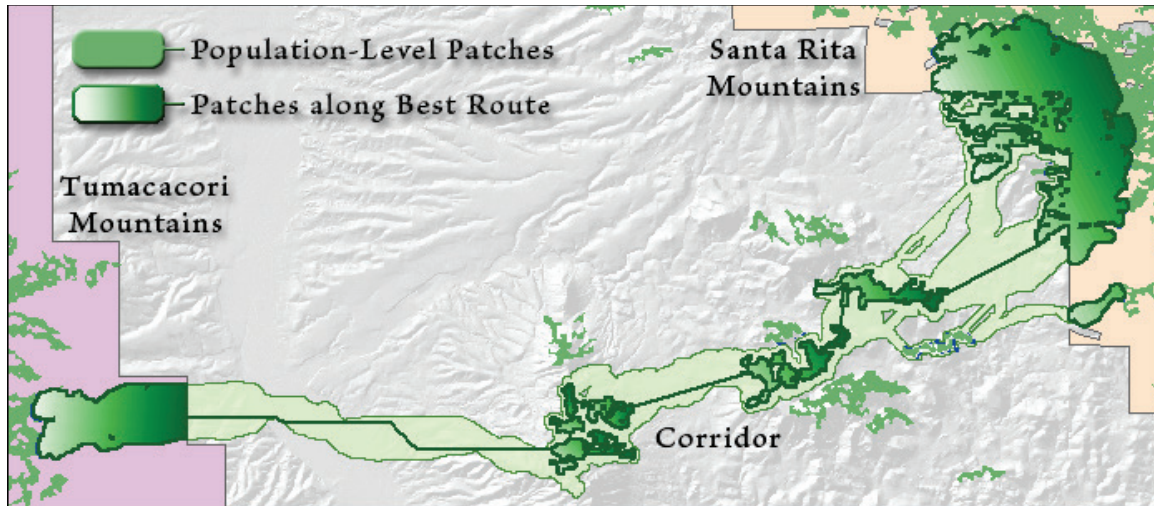 Population-Level Patches
Patches along Best Route
Santa Rita
Mountains
Tumacacori
Mountains
Corridor